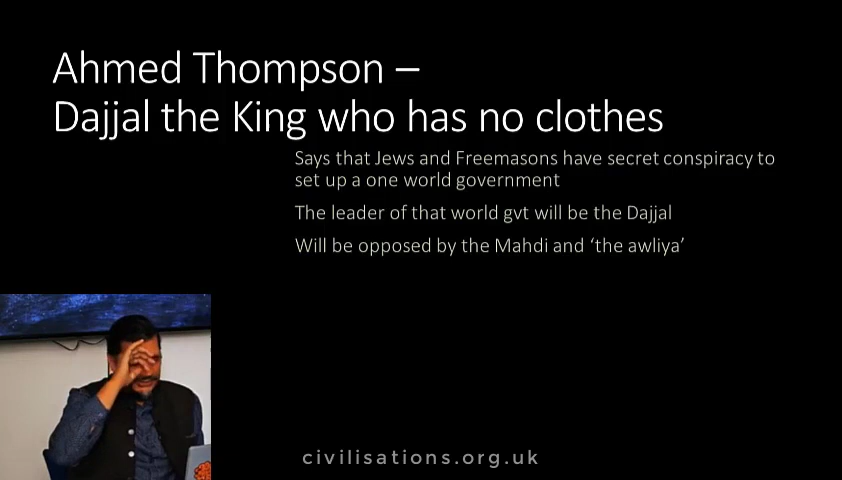 Ahmed Thompson –
Dajjal the King who has no clothes
Says that Jews and Freemasons have secret conspiracy to
set up a one world government
The leader of that world gvt will be the Dajjal
Will be opposed by the Mahdi and ‘the awliya’
civilisations.org.uk